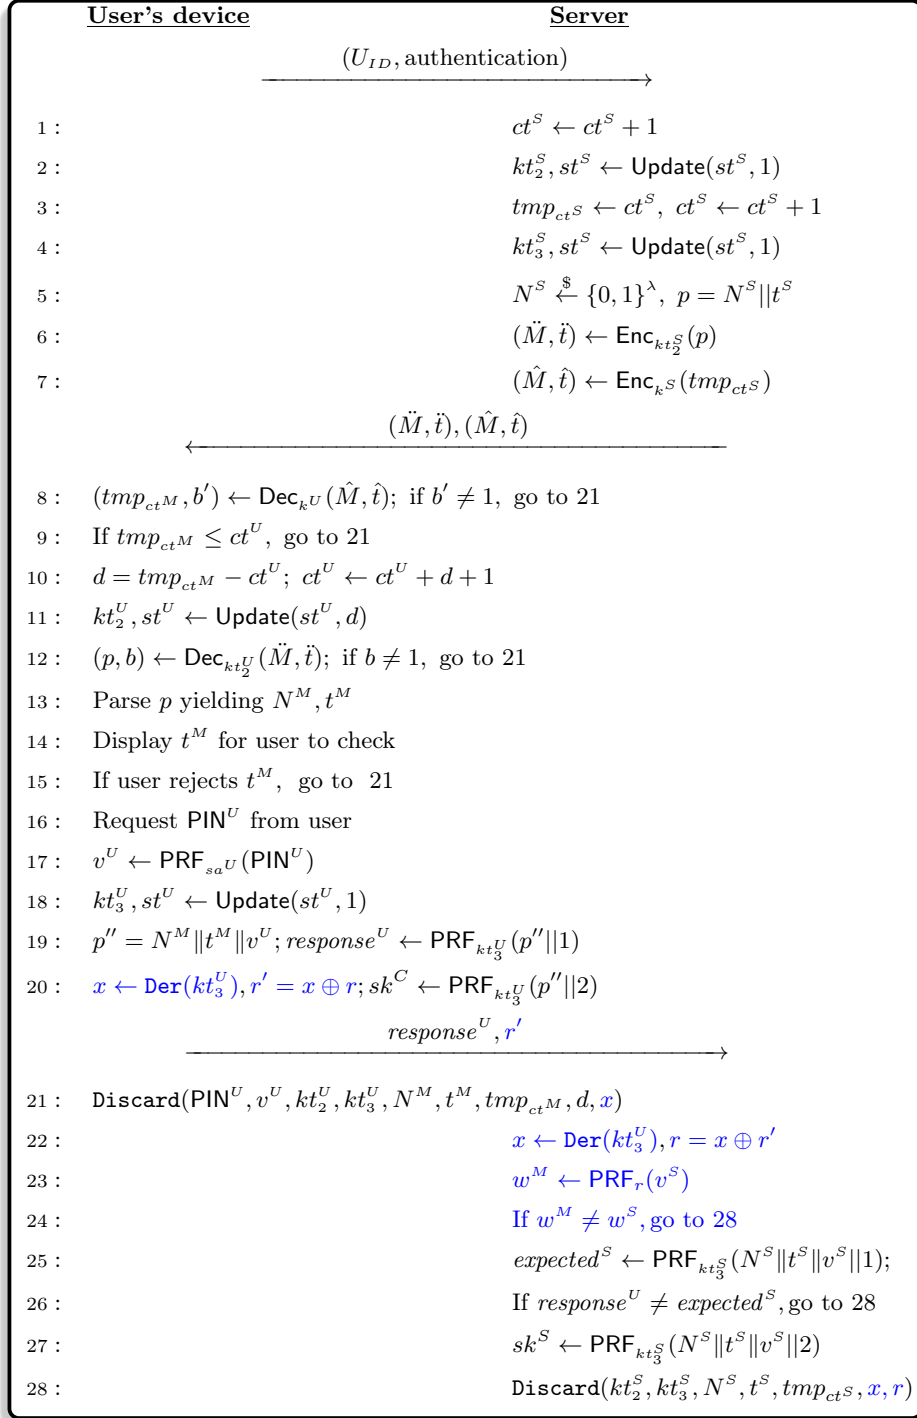 User's device Server
(U_ID, authentication)
1 : ct^S ← ct^S + 1
2 : kt_2^S, st^S ← Update(st^S, 1)
3 : tmp_{ct^S} ← ct^S, ct^S ← ct^S + 1
4 : kt_3^S, st^S ← Update(st^S, 1)
5 : N^S ←$ {0, 1}^λ, p = N^S||t^S
6 : (M̈, ẗ) ← Enc_{kt_2^S}(p)
7 : (M̂, t̂) ← Enc_{k^S}(tmp_{ct^S})
(M̈, ẗ), (M̂, t̂)
8 : (tmp_{ct^M}, b′) ← Dec_{k^U}(M̂, t̂); if b′ ≠ 1, go to 21
9 : If tmp_{ct^M} ≤ ct^U, go to 21
10 : d = tmp_{ct^M} − ct^U; ct^U ← ct^U + d + 1
11 : kt_2^U, st^U ← Update(st^U, d)
12 : (p, b) ← Dec_{kt_2^U}(M̈, ẗ); if b ≠ 1, go to 21
13 : Parse p yielding N^M, t^M
14 : Display t^M for user to check
15 : If user rejects t^M, go to 21
16 : Request PIN^U from user
17 : v^U ← PRF_{sa^U}(PIN^U)
18 : kt_3^U, st^U ← Update(st^U, 1)
19 : p″ = N^M‖t^M‖v^U; response^U ← PRF_{kt_3^U}(p″||1)
20 : x ← Der(kt_3^U), r′ = x ⊕ r; sk^C ← PRF_{kt_3^U}(p″||2)
response^U, r′
21 : Discard(PIN^U, v^U, kt_2^U, kt_3^U, N^M, t^M, tmp_{ct^M}, d, x)
22 : x ← Der(kt_3^U), r = x ⊕ r′
23 : w^M ← PRF_r(v^S)
24 : If w^M ≠ w^S, go to 28
25 : expected^S ← PRF_{kt_3^S}(N^S‖t^S‖v^S||1);
26 : If response^U ≠ expected^S, go to 28
27 : sk^S ← PRF_{kt_3^S}(N^S‖t^S‖v^S||2)
28 : Discard(kt_2^S, kt_3^S, N^S, t^S, tmp_{ct^S}, x, r)